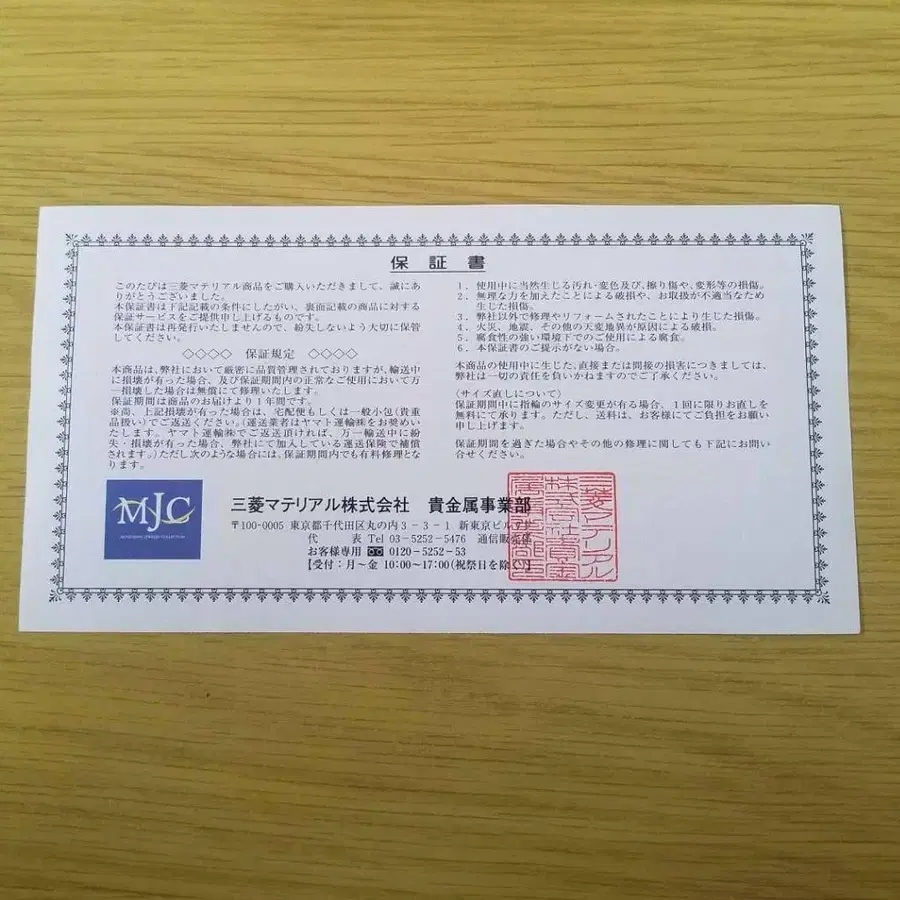 保証書
このたびは三菱マテリアル商品をご購入いただきまして、誠にあ
りがとうございました。
本保証書は下記記載の条件にしたがい、裏面記載の商品に対する
保証サービスをご提供申し上げるものです。
本保証書は再発行いたしませんので、紛失しないよう大切に保管
してください。
◇◇◇◇ 保証規定 ◇◇◇◇
本商品は、弊社において厳密に品質管理されておりますが、輸送中
に損壊が有った場合、及び保証期間内の正常なご使用において万
一損壊した場合は無償にて修理いたします。
保証期間は商品のお届けより1年間です。
※尚、上記損壊が有った場合は、宅配便もしくは一般小包(貴重
品扱い)でご返送ください。(運送業者はヤマト運輸㈱をお奨めい
たします。ヤマト運輸㈱でご返送頂ければ、万一輸送中に紛
失・損壊が有った場合、弊社にて加入している運送保険で補償
されます。)ただし次のような場合には、保証期間内でも有料修理とな
ります。
1. 使用中に当然生じる汚れ・変色及び、擦り傷や、変形等の損傷。
2. 無理な力を加えたことによる破損や、お取扱が不適当なため
生じた損傷。
3. 弊社以外で修理やリフォームされたことにより生じた損傷。
4. 火災、地震、その他の天変地異が原因による破損。
5. 腐食性の強い環境下でのご使用による腐食。
6. 本保証書のご提示がない場合。
本商品の使用中に生じた、直接または間接の損害につきましては、
弊社は一切の責任を負いかねますのでご了承ください。
〈サイズ直しについて〉
保証期間中に指輪のサイズ変更が有る場合、1回に限りお直しを
無料にて承ります。ただし、送料は、お客様にてご負担をお願い
申し上げます。
保証期間を過ぎた場合やその他の修理に関しても下記にお問い
合せください。
MJC
三菱マテリアル株式会社 貴金属事業部
〒100-0005 東京都千代田区丸の内3-3-1 新東京ビル
代 表 Tel 03-5252-5476 通信販売係
お客様専用 0120-5252-53
【受付:月〜金 10:00〜17:00(祝祭日を除く)】
三菱マテリアル
株式会社貴金
属事業部